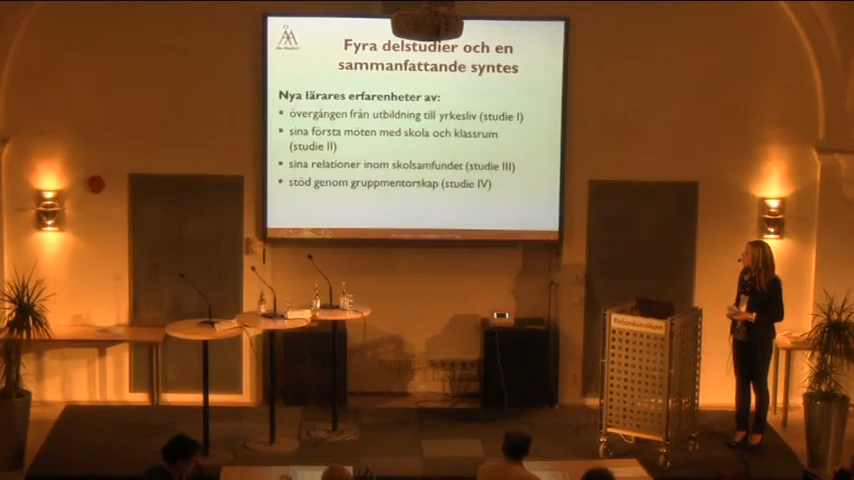 Fyra delstudier och en
sammanfattande syntes
Nya lärares erfarenheter av:
• övergången från utbildning till yrkesliv (studie I)
• sina första möten med skola och klassrum
(studie II)
• sina relationer inom skolsamfundet (studie III)
• stöd genom gruppmentorskap (studie IV)
Finlandsinstitutet